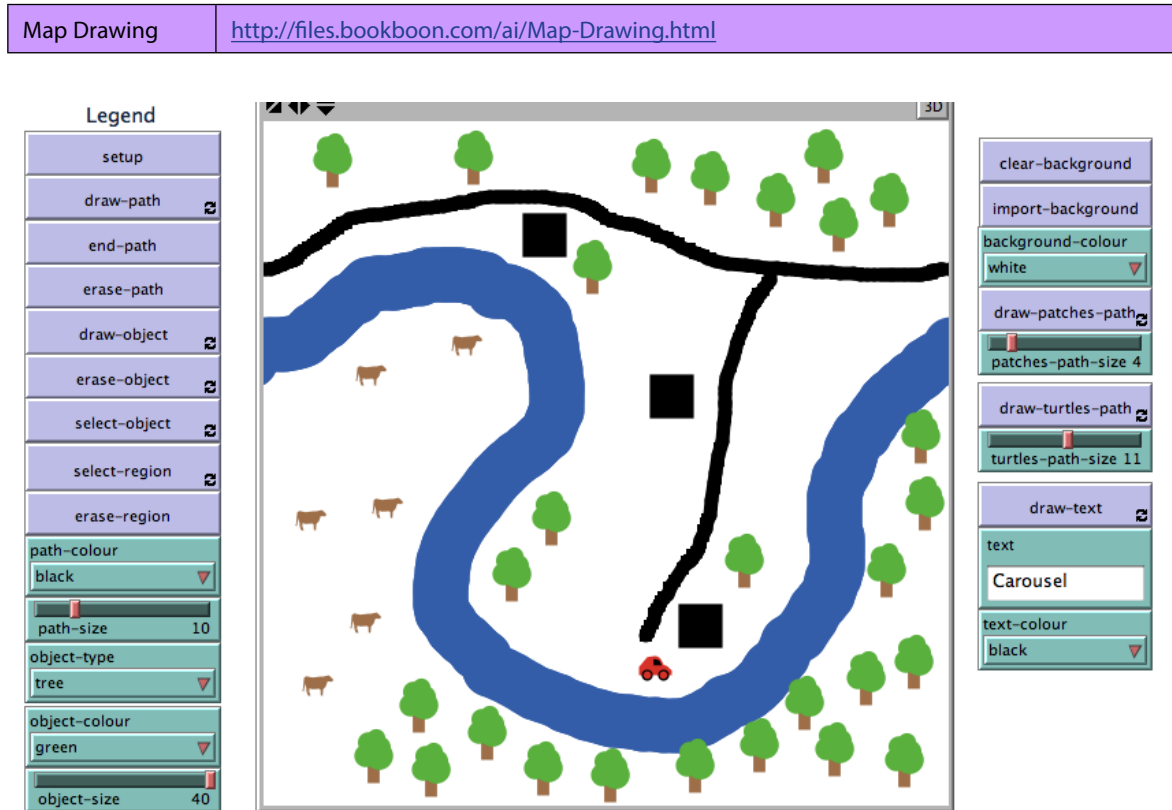 Map Drawing http://files.bookboon.com/ai/Map-Drawing.html
Legend
setup
draw-path
end-path
erase-path
draw-object
erase-object
select-object
select-region
erase-region
path-colour
black
path-size 10
object-type
tree
object-colour
green
object-size 40
3D
clear-background
import-background
background-colour
white
draw-patches-path
patches-path-size 4
draw-turtles-path
turtles-path-size 11
draw-text
text
Carousel
text-colour
black